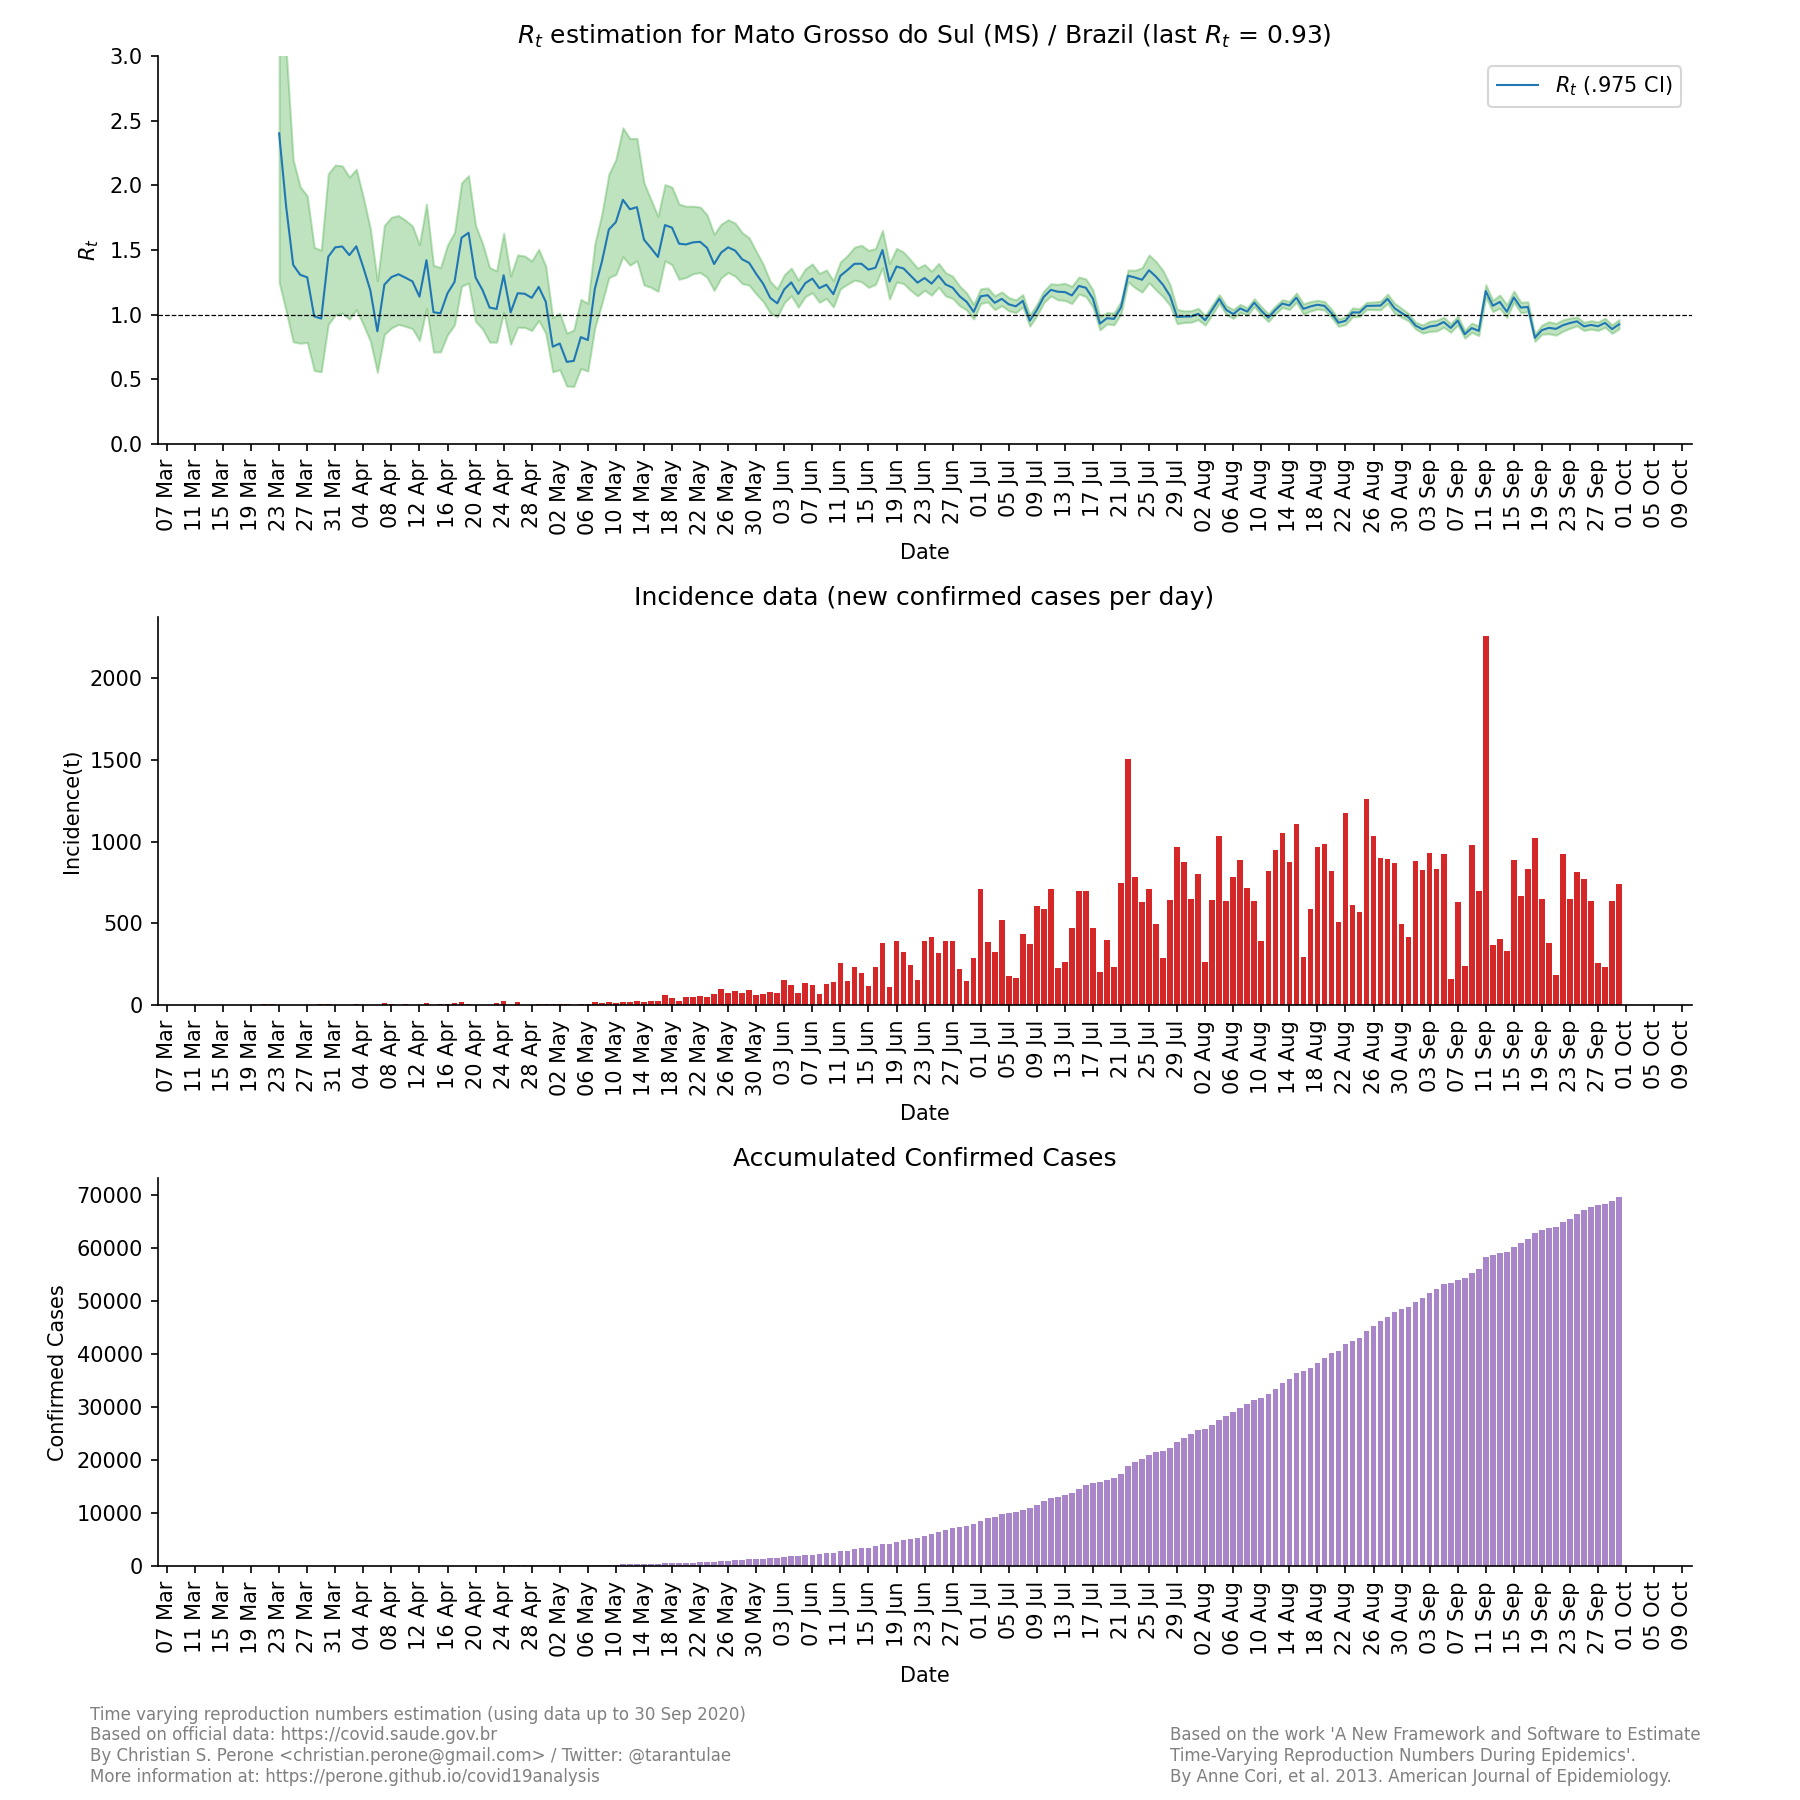 R_t estimation for Mato Grosso do Sul (MS) / Brazil (last R_t = 0.93)
R_t (.975 CI)
3.0
2.5
2.0
1.5
1.0
0.5
0.0
R_t
07 Mar 11 Mar 15 Mar 19 Mar 23 Mar 27 Mar 31 Mar 04 Apr 08 Apr 12 Apr 16 Apr 20 Apr 24 Apr 28 Apr 02 May 06 May 10 May 14 May 18 May 22 May 26 May 30 May 03 Jun 07 Jun 11 Jun 15 Jun 19 Jun 23 Jun 27 Jun 01 Jul 05 Jul 09 Jul 13 Jul 17 Jul 21 Jul 25 Jul 29 Jul 02 Aug 06 Aug 10 Aug 14 Aug 18 Aug 22 Aug 26 Aug 30 Aug 03 Sep 07 Sep 11 Sep 15 Sep 19 Sep 23 Sep 27 Sep 01 Oct 05 Oct 09 Oct
Date
Incidence data (new confirmed cases per day)
2000
1500
1000
500
0
Incidence(t)
07 Mar 11 Mar 15 Mar 19 Mar 23 Mar 27 Mar 31 Mar 04 Apr 08 Apr 12 Apr 16 Apr 20 Apr 24 Apr 28 Apr 02 May 06 May 10 May 14 May 18 May 22 May 26 May 30 May 03 Jun 07 Jun 11 Jun 15 Jun 19 Jun 23 Jun 27 Jun 01 Jul 05 Jul 09 Jul 13 Jul 17 Jul 21 Jul 25 Jul 29 Jul 02 Aug 06 Aug 10 Aug 14 Aug 18 Aug 22 Aug 26 Aug 30 Aug 03 Sep 07 Sep 11 Sep 15 Sep 19 Sep 23 Sep 27 Sep 01 Oct 05 Oct 09 Oct
Date
Accumulated Confirmed Cases
70000
60000
50000
40000
30000
20000
10000
0
Confirmed Cases
07 Mar 11 Mar 15 Mar 19 Mar 23 Mar 27 Mar 31 Mar 04 Apr 08 Apr 12 Apr 16 Apr 20 Apr 24 Apr 28 Apr 02 May 06 May 10 May 14 May 18 May 22 May 26 May 30 May 03 Jun 07 Jun 11 Jun 15 Jun 19 Jun 23 Jun 27 Jun 01 Jul 05 Jul 09 Jul 13 Jul 17 Jul 21 Jul 25 Jul 29 Jul 02 Aug 06 Aug 10 Aug 14 Aug 18 Aug 22 Aug 26 Aug 30 Aug 03 Sep 07 Sep 11 Sep 15 Sep 19 Sep 23 Sep 27 Sep 01 Oct 05 Oct 09 Oct
Date
Time varying reproduction numbers estimation (using data up to 30 Sep 2020)
Based on official data: https://covid.saude.gov.br
By Christian S. Perone <christian.perone@gmail.com> / Twitter: @tarantulae
More information at: https://perone.github.io/covid19analysis
Based on the work 'A New Framework and Software to Estimate
Time-Varying Reproduction Numbers During Epidemics'.
By Anne Cori, et al. 2013. American Journal of Epidemiology.